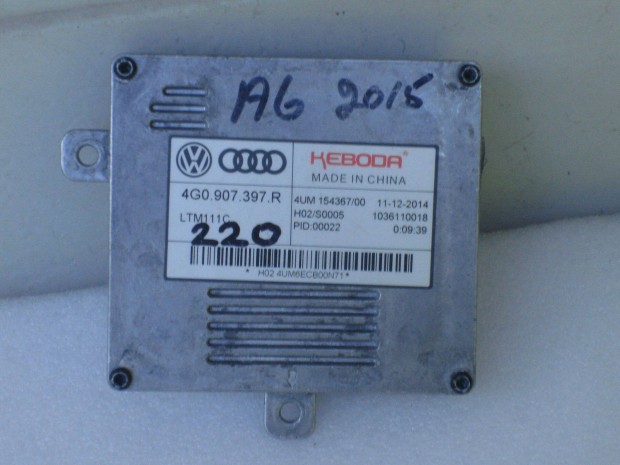 A6 2015
KEBODA®
MADE IN CHINA
4G0.907.397.R
LTM111C
220
4UM 154367/00 11-12-2014
H02/S0005 1036110018
PID:00022 0:09:39
* H02 4UM6ECB00N71 *